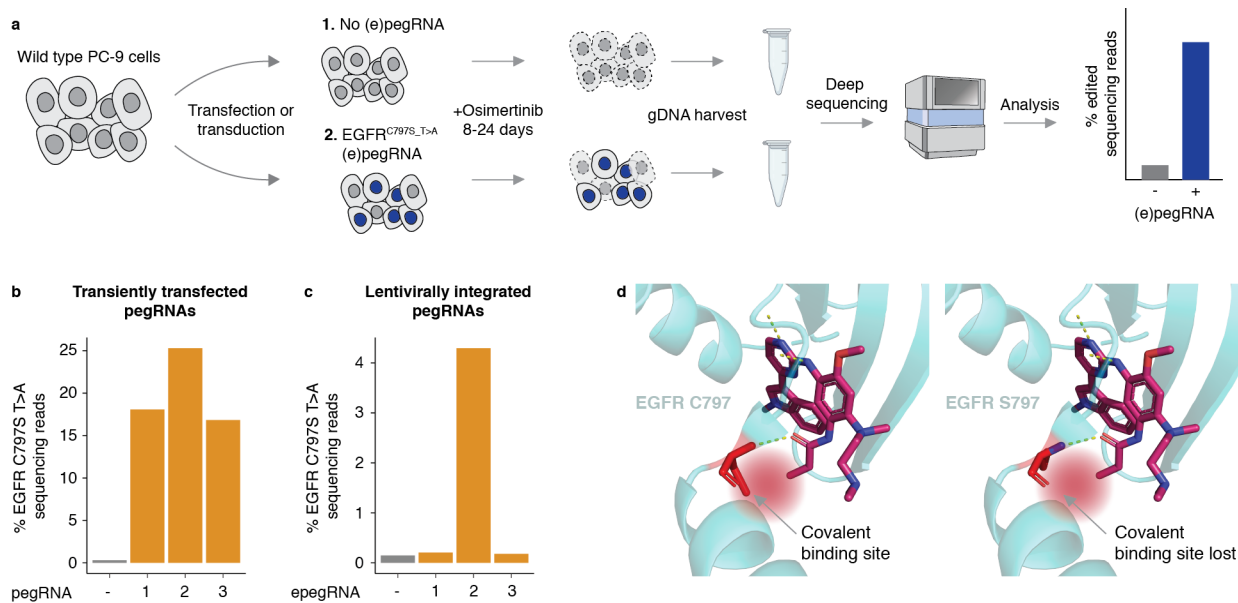 a
Wild type PC-9 cells
Transfection or
transduction
1. No (e)pegRNA
2. EGFRC797S_T>A
(e)pegRNA
+Osimertinib
8-24 days
gDNA harvest
Deep
sequencing
Analysis
% edited
sequencing reads
- +
(e)pegRNA
b
Transiently transfected
pegRNAs
% EGFR C797S T>A
sequencing reads
25
20
15
10
5
0
pegRNA - 1 2 3
c
Lentivirally integrated
pegRNAs
% EGFR C797S T>A
sequencing reads
4
3
2
1
0
epegRNA - 1 2 3
d
EGFR C797
Covalent
binding site
EGFR S797
Covalent
binding site lost